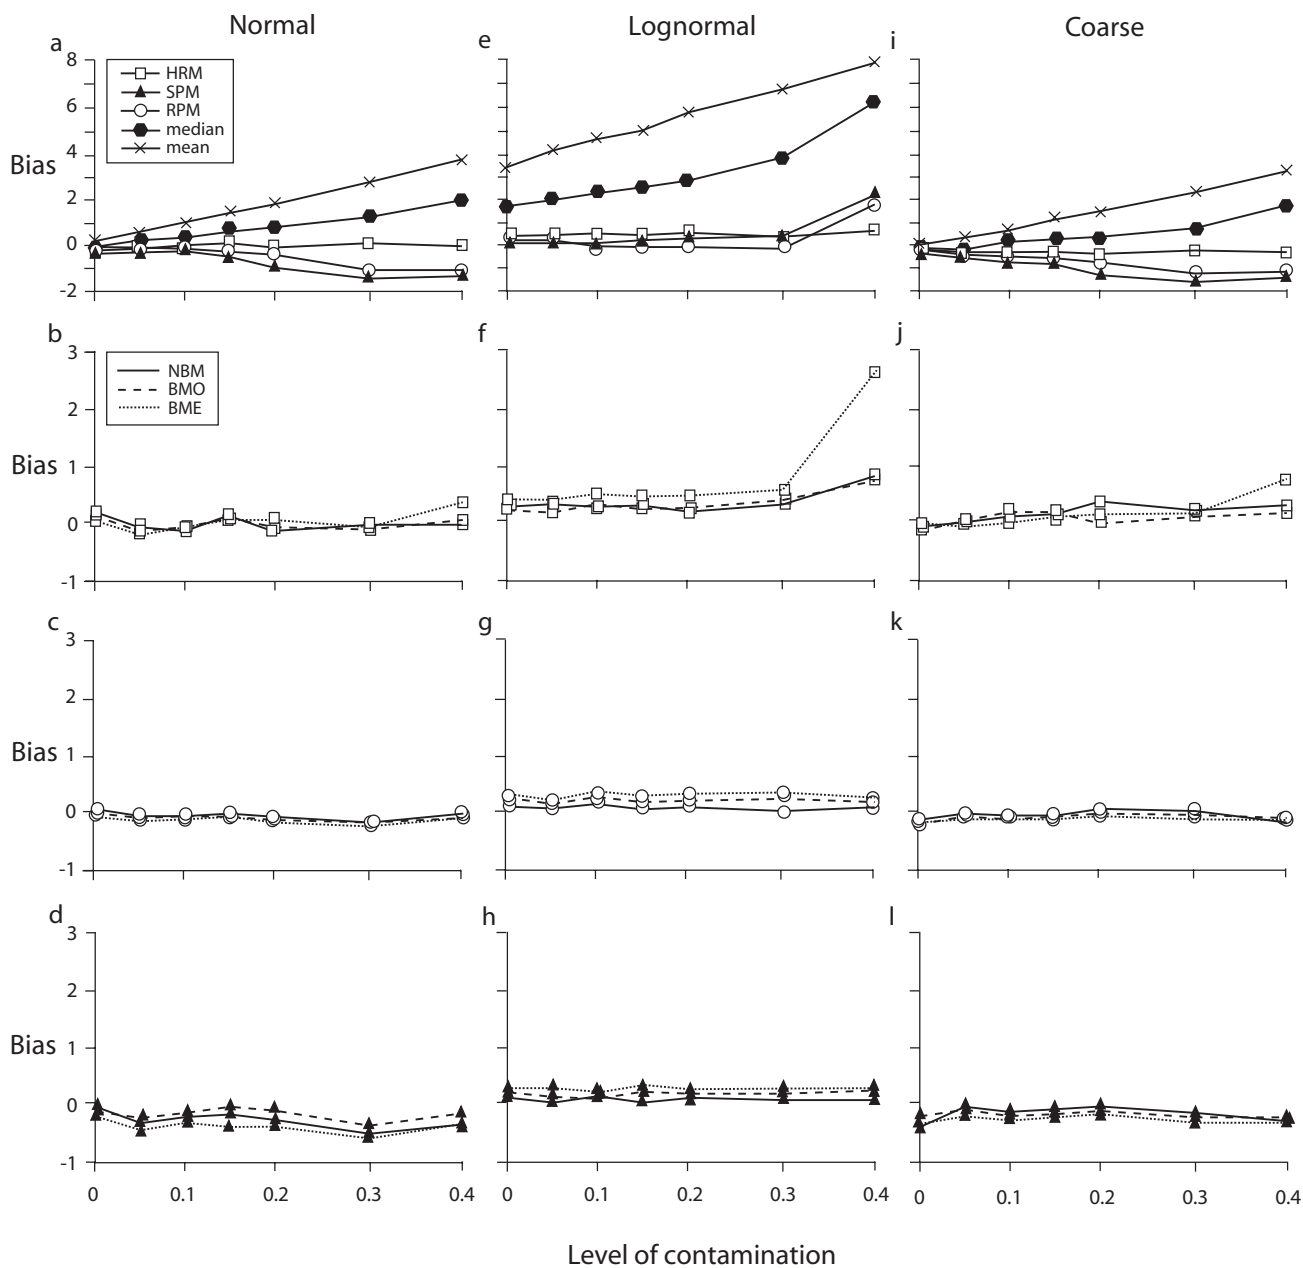 Normal Lognormal Coarse
a e i
8
6
4
2
0
-2
Bias
HRM
SPM
RPM
median
mean
b f j
3
2
1
0
-1
Bias
NBM
BMO
BME
c g k
3
2
1
0
-1
Bias
d h l
3
2
1
0
-1
Bias
0 0.1 0.2 0.3 0.4 0 0.1 0.2 0.3 0.4 0 0.1 0.2 0.3 0.4
Level of contamination